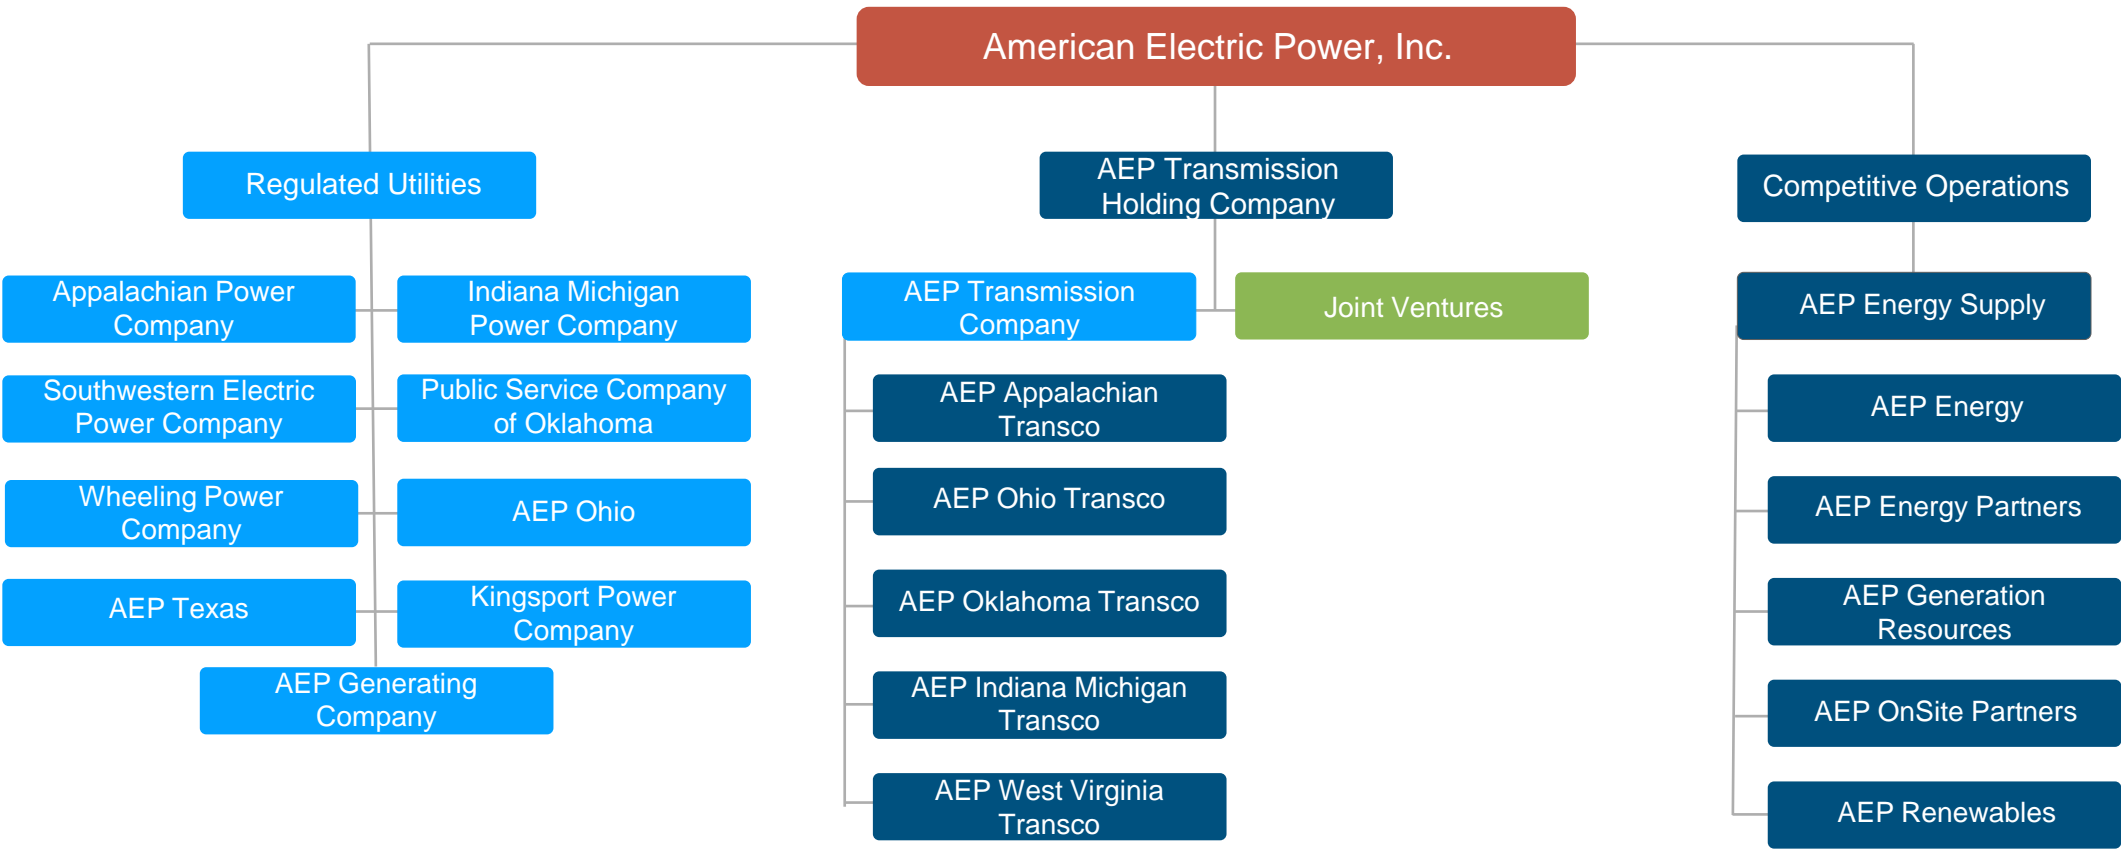 American Electric Power, Inc.
Regulated Utilities
AEP Transmission
Holding Company
Competitive Operations
Appalachian Power
Company
Indiana Michigan
Power Company
Southwestern Electric
Power Company
Public Service Company
of Oklahoma
Wheeling Power
Company
AEP Ohio
AEP Texas
Kingsport Power
Company
AEP Generating
Company
AEP Transmission
Company
Joint Ventures
AEP Appalachian
Transco
AEP Ohio Transco
AEP Oklahoma Transco
AEP Indiana Michigan
Transco
AEP West Virginia
Transco
AEP Energy Supply
AEP Energy
AEP Energy Partners
AEP Generation
Resources
AEP OnSite Partners
AEP Renewables